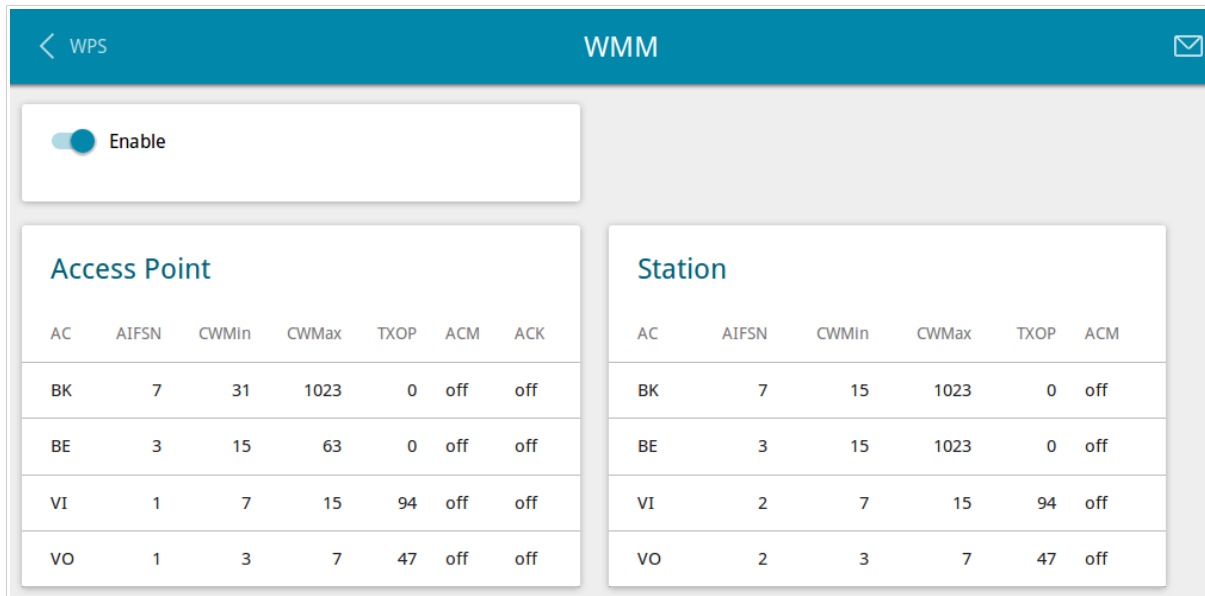 WPS WMM
Enable
Access Point
AC AIFSN CWMin CWMax TXOP ACM ACK
BK 7 31 1023 0 off off
BE 3 15 63 0 off off
VI 1 7 15 94 off off
VO 1 3 7 47 off off
Station
AC AIFSN CWMin CWMax TXOP ACM
BK 7 15 1023 0 off
BE 3 15 1023 0 off
VI 2 7 15 94 off
VO 2 3 7 47 off